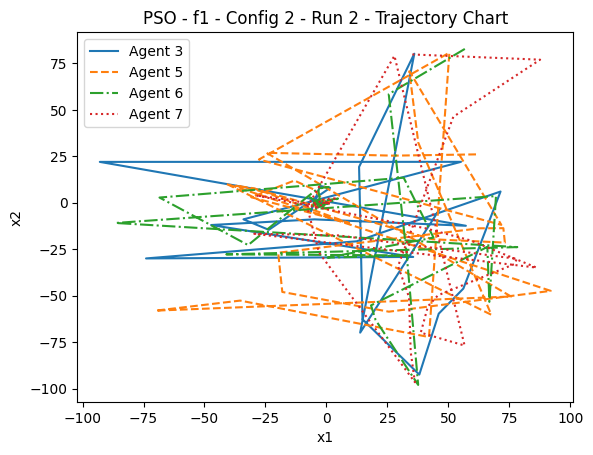 PSO - f1 - Config 2 - Run 2 - Trajectory Chart
Agent 3
Agent 5
Agent 6
Agent 7
75
50
25
0
−25
−50
−75
−100
x2
−100 −75 −50 −25 0 25 50 75 100
x1